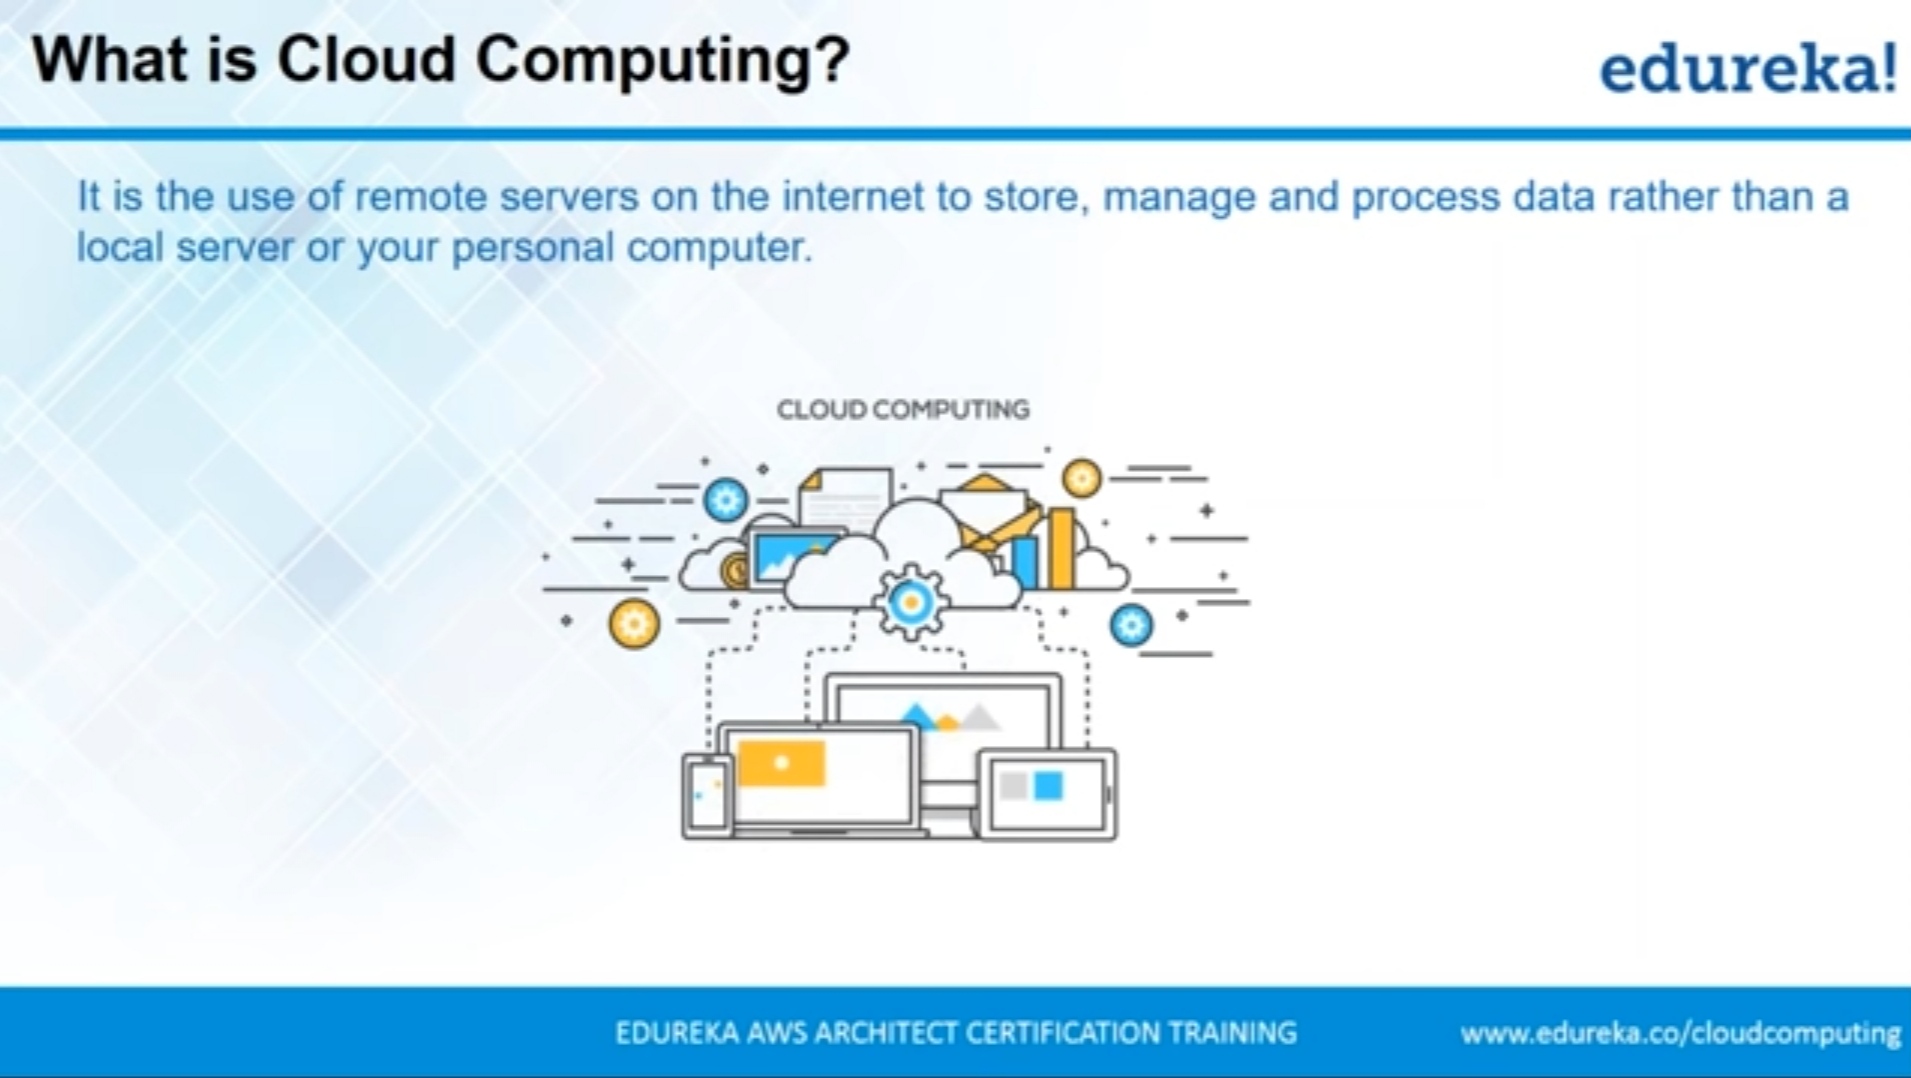 What is Cloud Computing?
edureka!
It is the use of remote servers on the internet to store, manage and process data rather than a
local server or your personal computer.
CLOUD COMPUTING
EDUREKA AWS ARCHITECT CERTIFICATION TRAINING
www.edureka.co/cloudcomputing